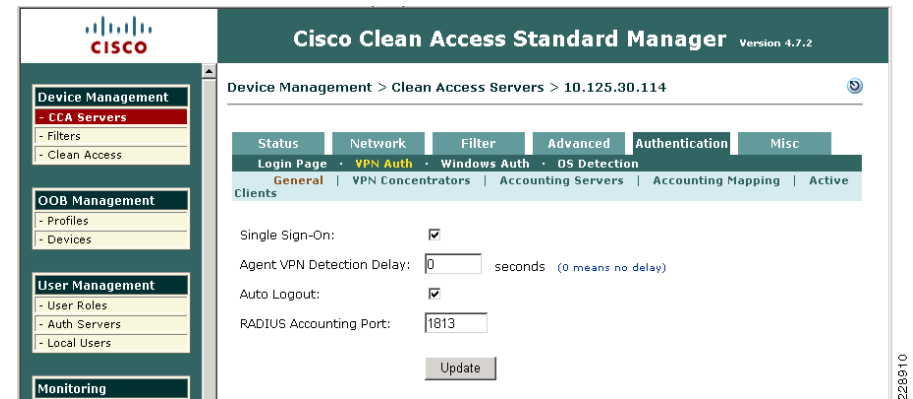 CISCO
Cisco Clean Access Standard Manager Version 4.7.2
Device Management
- CCA Servers
- Filters
- Clean Access
OOB Management
- Profiles
- Devices
User Management
- User Roles
- Auth Servers
- Local Users
Monitoring
Device Management > Clean Access Servers > 10.125.30.114
Status Network Filter Advanced Authentication Misc
Login Page · VPN Auth · Windows Auth · OS Detection
General | VPN Concentrators | Accounting Servers | Accounting Mapping | Active
Clients
Single Sign-On:
Agent VPN Detection Delay: 0 seconds (0 means no delay)
Auto Logout:
RADIUS Accounting Port: 1813
Update
228910